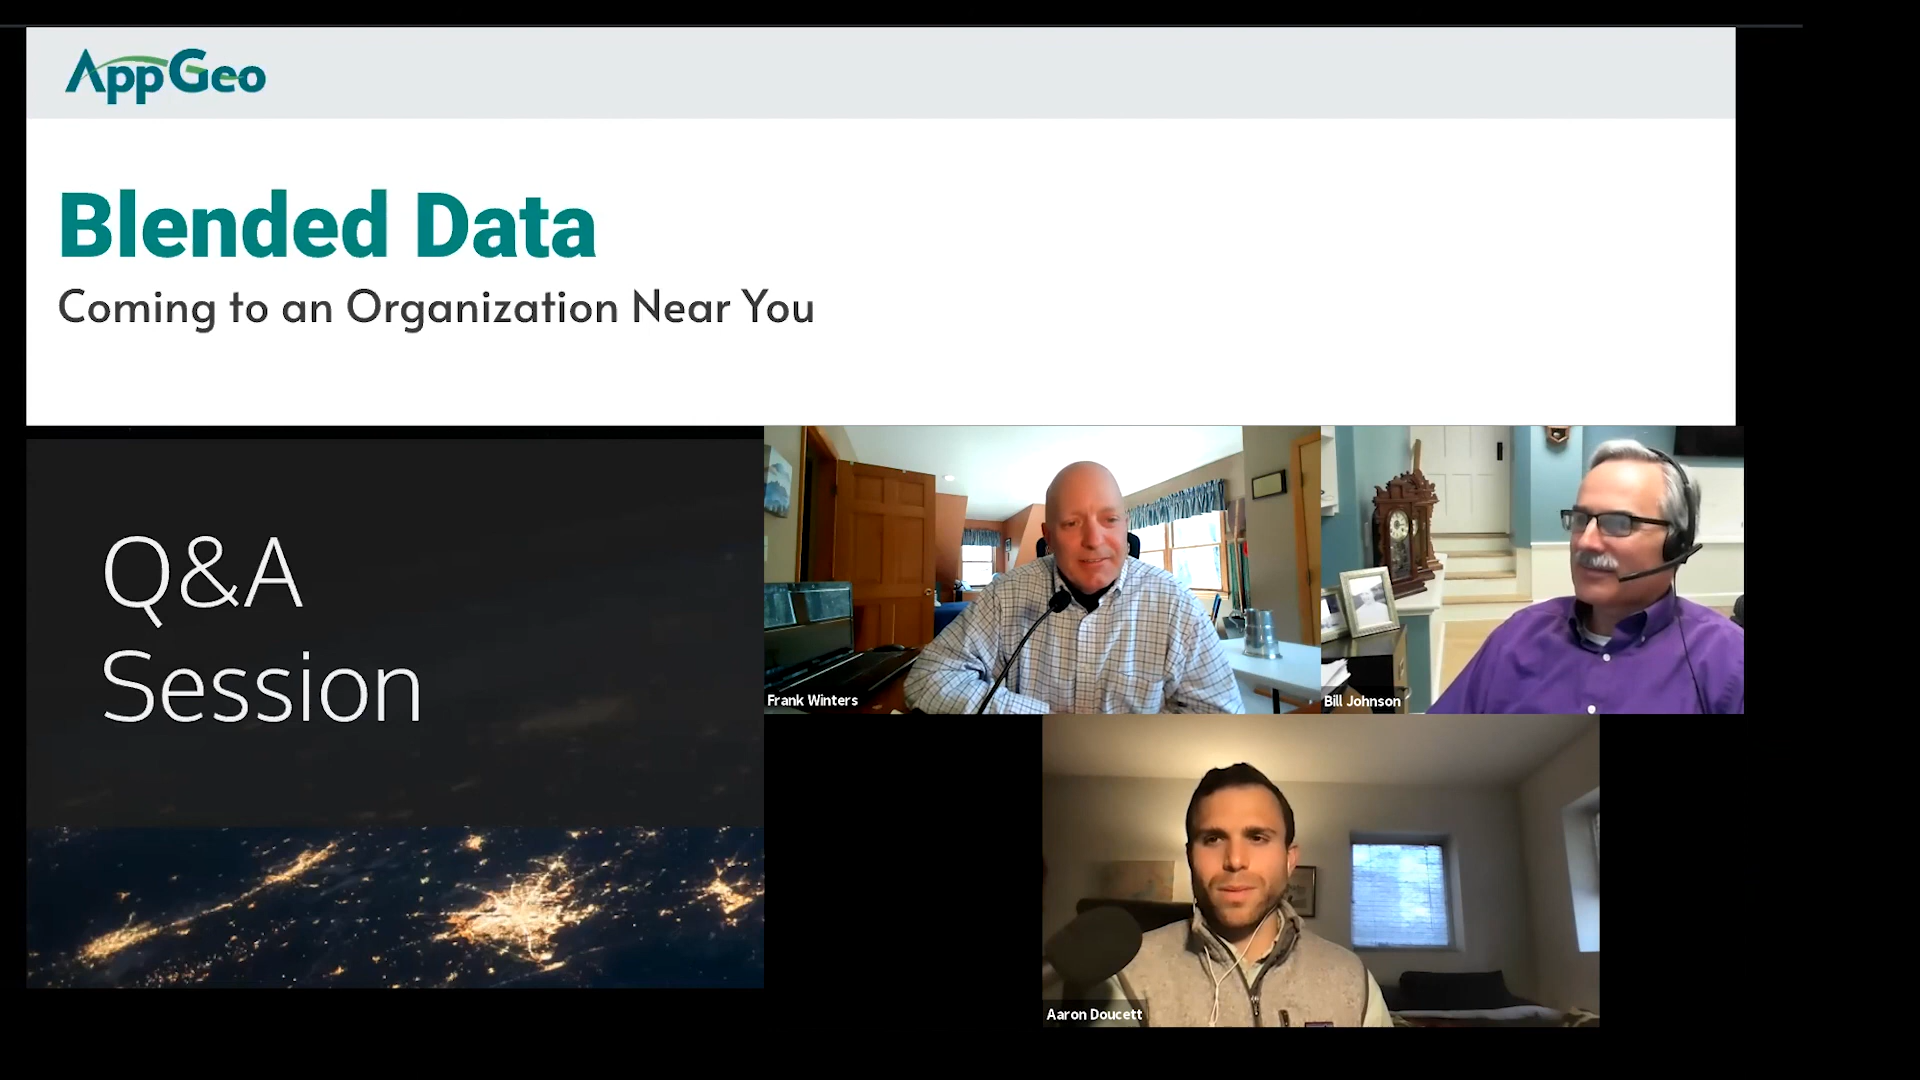 AppGeo
Blended Data
Coming to an Organization Near You
Q&A
Session
Frank Winters
Bill Johnson
Aaron Doucett